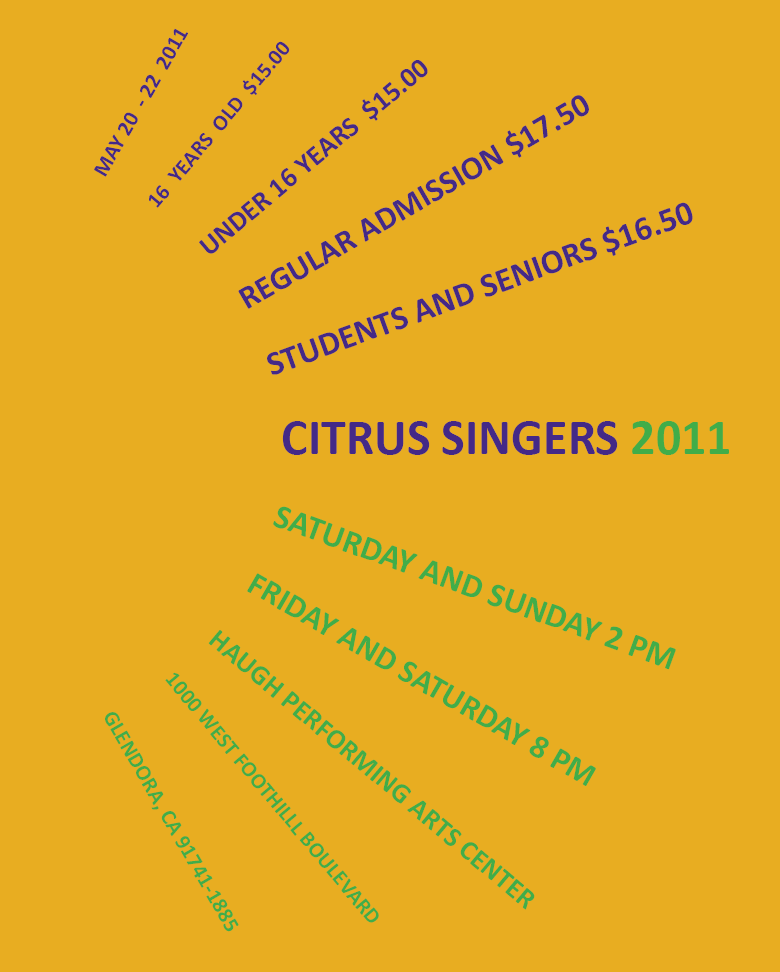 MAY 20 - 22 2011
16 YEARS OLD $15.00
UNDER 16 YEARS $15.00
REGULAR ADMISSION $17.50
STUDENTS AND SENIORS $16.50
CITRUS SINGERS 2011
SATURDAY AND SUNDAY 2 PM
FRIDAY AND SATURDAY 8 PM
HAUGH PERFORMING ARTS CENTER
1000 WEST FOOTHILLL BOULEVARD
GLENDORA, CA 91741-1885